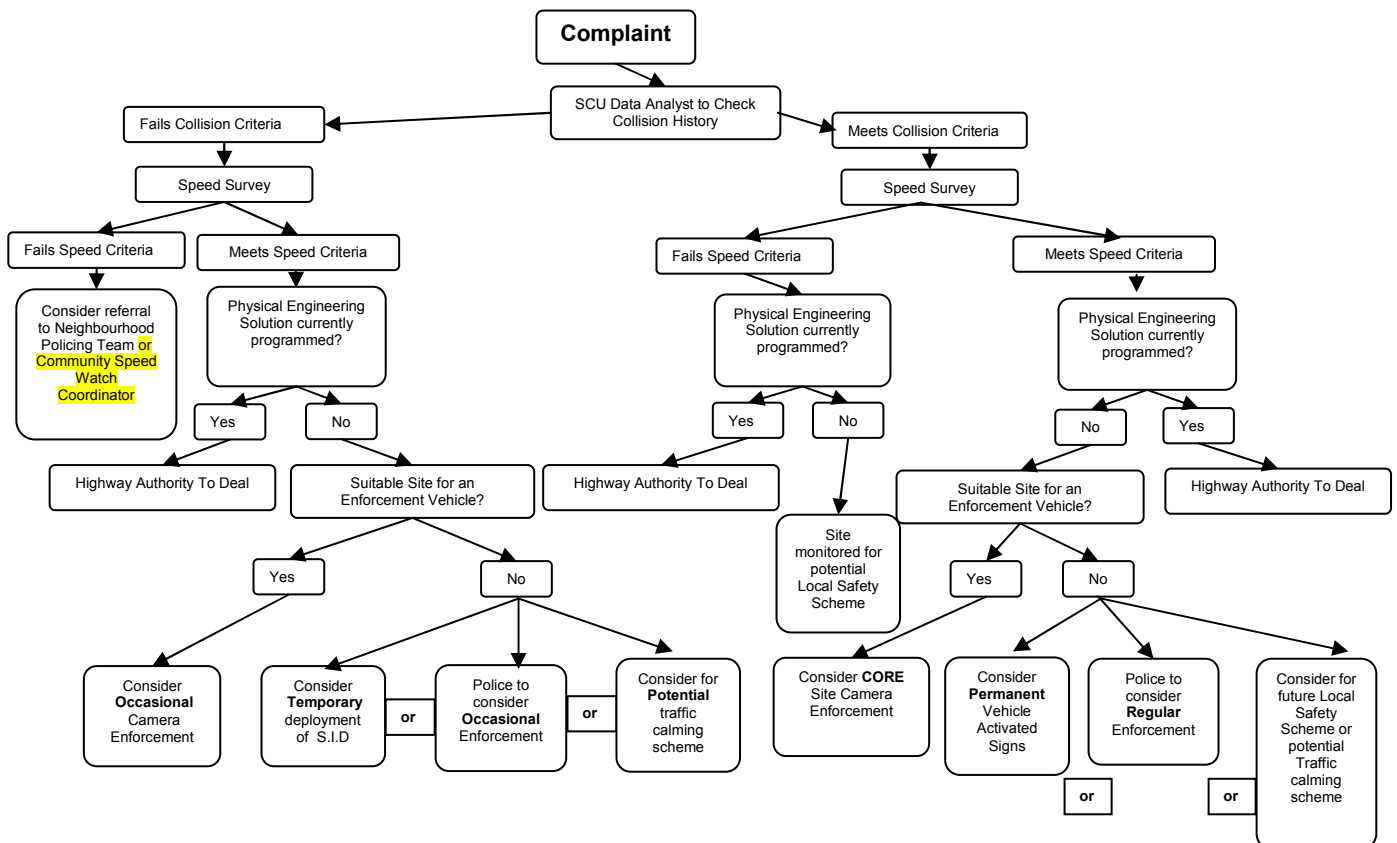 Complaint
SCU Data Analyst to Check
Collision History
Fails Collision Criteria
Meets Collision Criteria
Speed Survey
Speed Survey
Fails Speed Criteria
Meets Speed Criteria
Fails Speed Criteria
Meets Speed Criteria
Consider referral
to Neighbourhood
Policing Team or
Community Speed
Watch
Coordinator
Physical Engineering
Solution currently
programmed?
Physical Engineering
Solution currently
programmed?
Physical Engineering
Solution currently
programmed?
Yes
No
Yes
No
No
Yes
Highway Authority To Deal
Suitable Site for an
Enforcement Vehicle?
Highway Authority To Deal
Suitable Site for an
Enforcement Vehicle?
Highway Authority To Deal
Site
monitored for
potential
Local Safety
Scheme
Yes
No
Yes
No
Consider
Occasional
Camera
Enforcement
Consider
Temporary
deployment
of S.I.D
or
Police to
consider
Occasional
Enforcement
or
Consider for
Potential
traffic
calming
scheme
Consider CORE
Site Camera
Enforcement
Consider
Permanent
Vehicle
Activated
Signs
or
Police to
consider
Regular
Enforcement
or
Consider for
future Local
Safety
Scheme or
potential
Traffic
calming
scheme